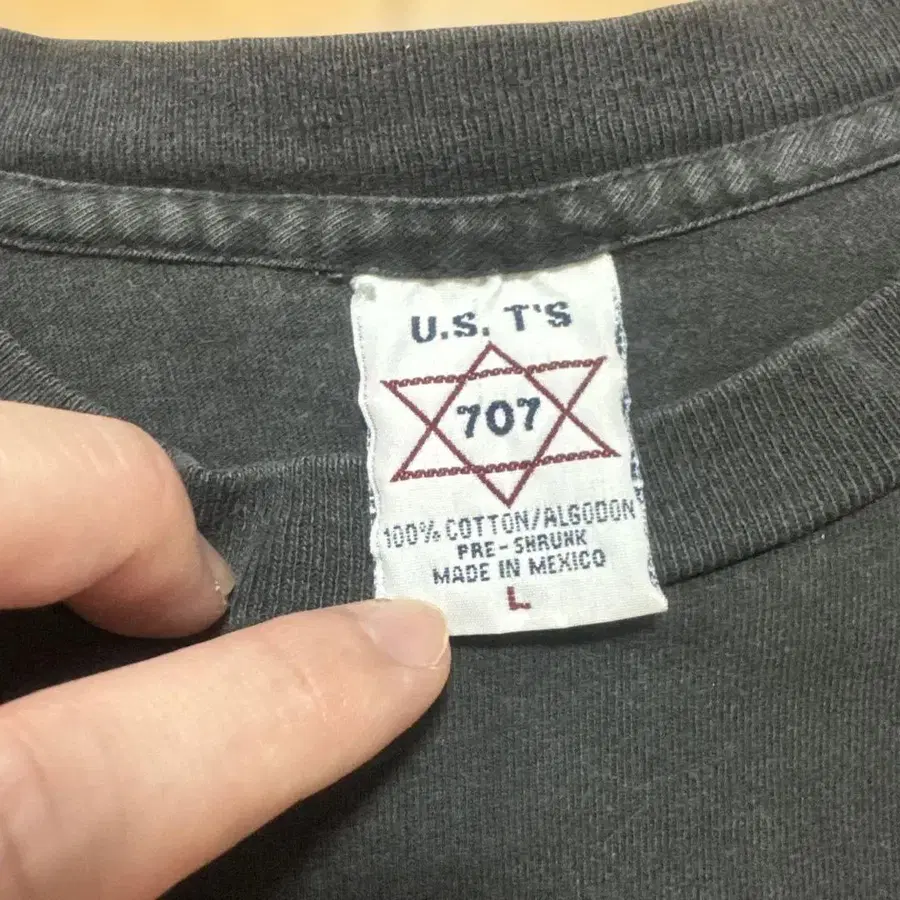 U.S. T'S
707
100% COTTON/ALGODON
PRE-SHRUNK
MADE IN MEXICO
L